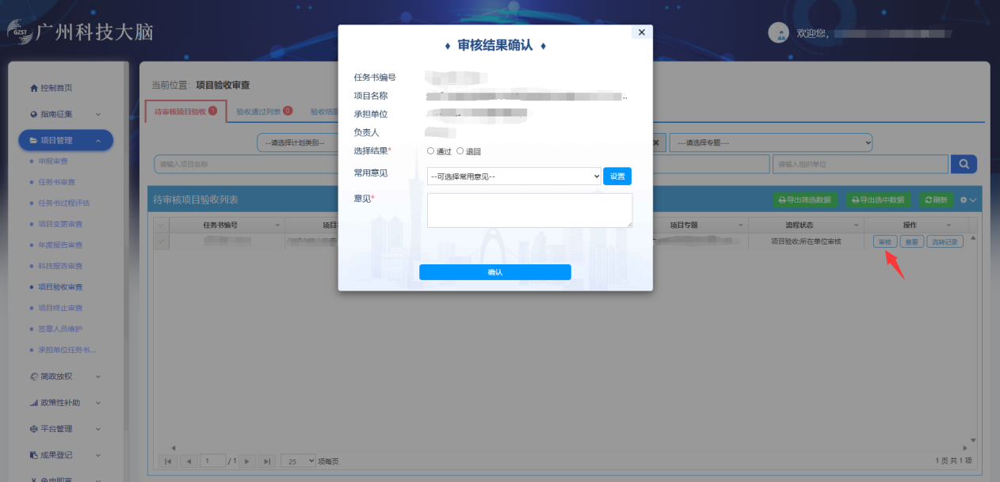 GZST 广州科技大脑
欢迎您,
控制首页
指南征集
项目管理
申报审查
任务书审查
任务书过程评估
项目变更审查
年度报告审查
科技报告审查
项目验收审查
项目终止审查
签章人员维护
承担单位任务书...
简政放权
政策性补助
平台管理
成果登记
当前位置: 项目验收审查
待审核项目验收 1 验收通过列表 0 验收结
--请选择计划类别-- ---请选择专题---
请输入项目名称 请输入组织单位
待审核项目验收列表 导出筛选数据 导出选中数据 刷新
任务书编号 项目 项目专题 流程状态 操作
项目验收:所在单位审核 审核 查看 流转记录
1 / 1 25 项每页 1 页 共 1 项
审核结果确认
任务书编号
项目名称 ..
承担单位
负责人
选择结果* 通过 退回
常用意见 --可选择常用意见-- 设置
意见*
确认